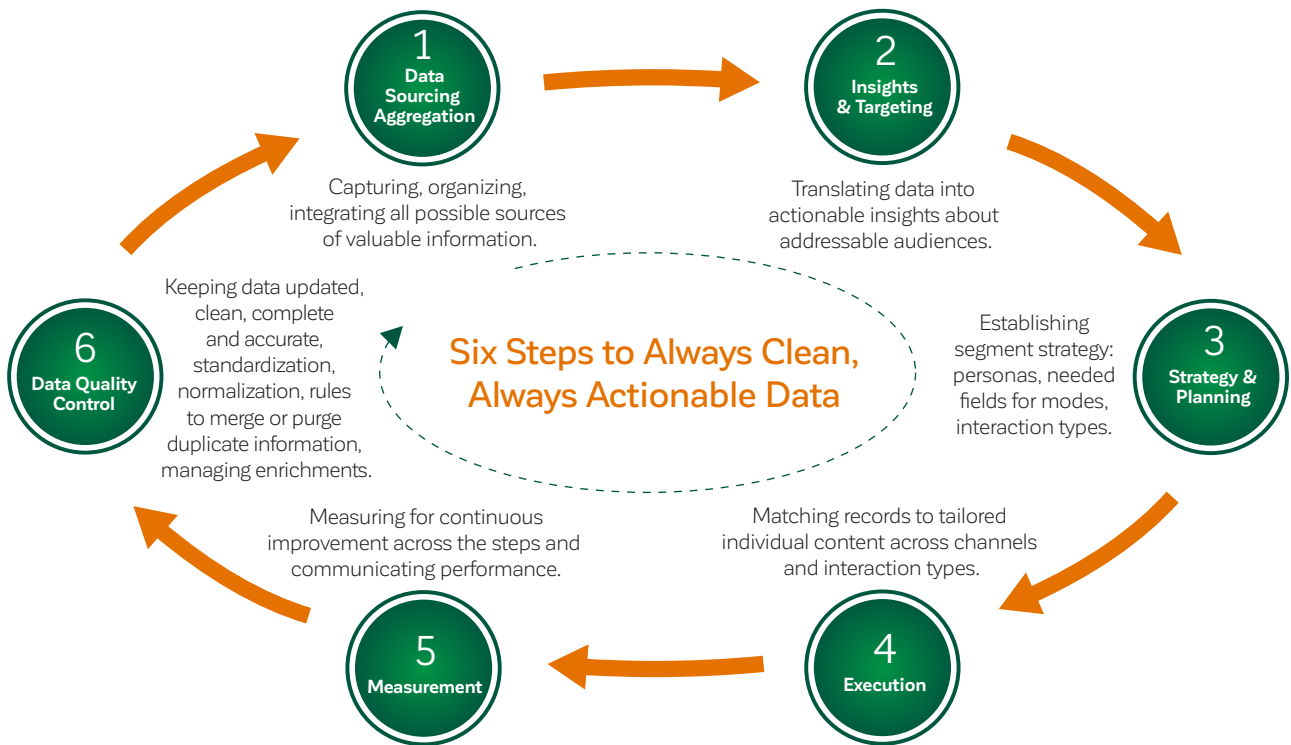 1
Data
Sourcing
Aggregation
Capturing, organizing,
integrating all possible sources
of valuable information.
2
Insights
& Targeting
Translating data into
actionable insights about
addressable audiences.
3
Strategy &
Planning
Establishing
segment strategy:
personas, needed
fields for modes,
interaction types.
4
Execution
Matching records to tailored
individual content across channels
and interaction types.
5
Measurement
Measuring for continuous
improvement across the steps and
communicating performance.
6
Data Quality
Control
Keeping data updated,
clean, complete
and accurate,
standardization,
normalization, rules
to merge or purge
duplicate information,
managing enrichments.
Six Steps to Always Clean,
Always Actionable Data